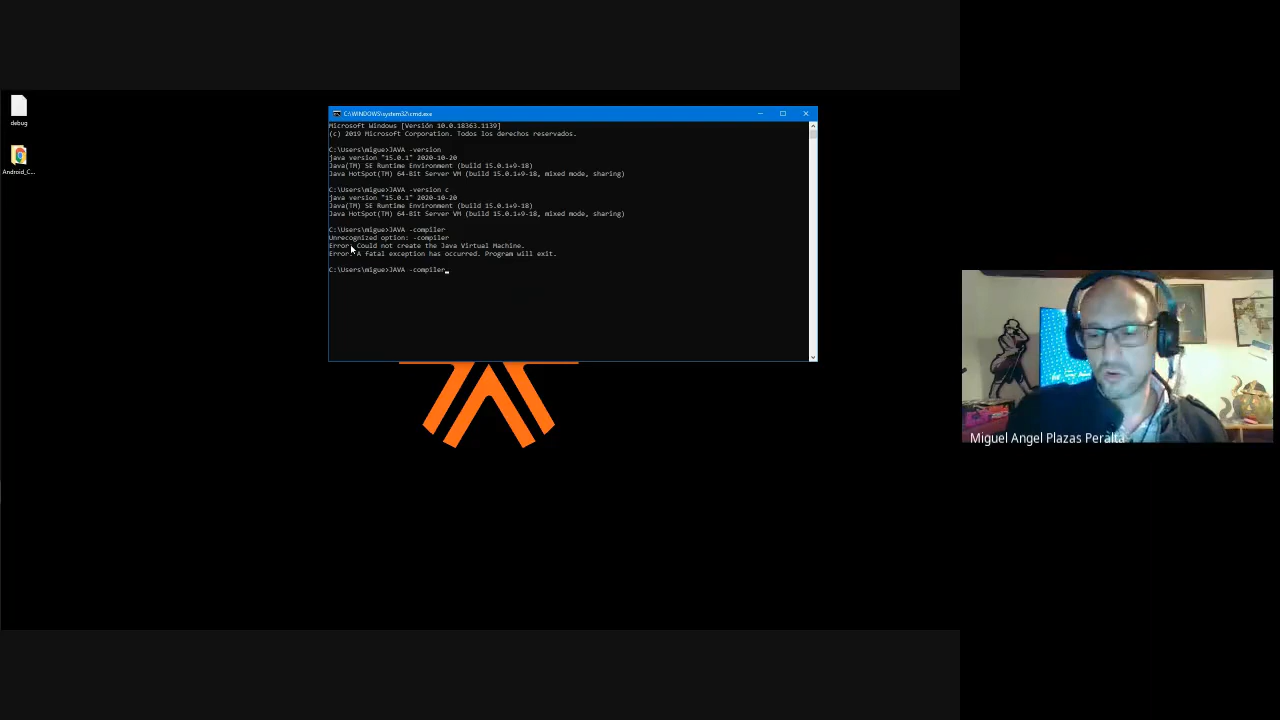 debug
Android_C...
C:\WINDOWS\system32\cmd.exe
Microsoft Windows [Versión 10.0.18363.1139]
(c) 2019 Microsoft Corporation. Todos los derechos reservados.
C:\Users\migue>JAVA -version
java version "15.0.1" 2020-10-20
Java(TM) SE Runtime Environment (build 15.0.1+9-18)
Java HotSpot(TM) 64-Bit Server VM (build 15.0.1+9-18, mixed mode, sharing)
C:\Users\migue>JAVA -version c
java version "15.0.1" 2020-10-20
Java(TM) SE Runtime Environment (build 15.0.1+9-18)
Java HotSpot(TM) 64-Bit Server VM (build 15.0.1+9-18, mixed mode, sharing)
C:\Users\migue>JAVA -compiler
Unrecognized option: -compiler
Error: Could not create the Java Virtual Machine.
Error: A fatal exception has occurred. Program will exit.
C:\Users\migue>JAVA -compiler
Miguel Angel Plazas Peralta